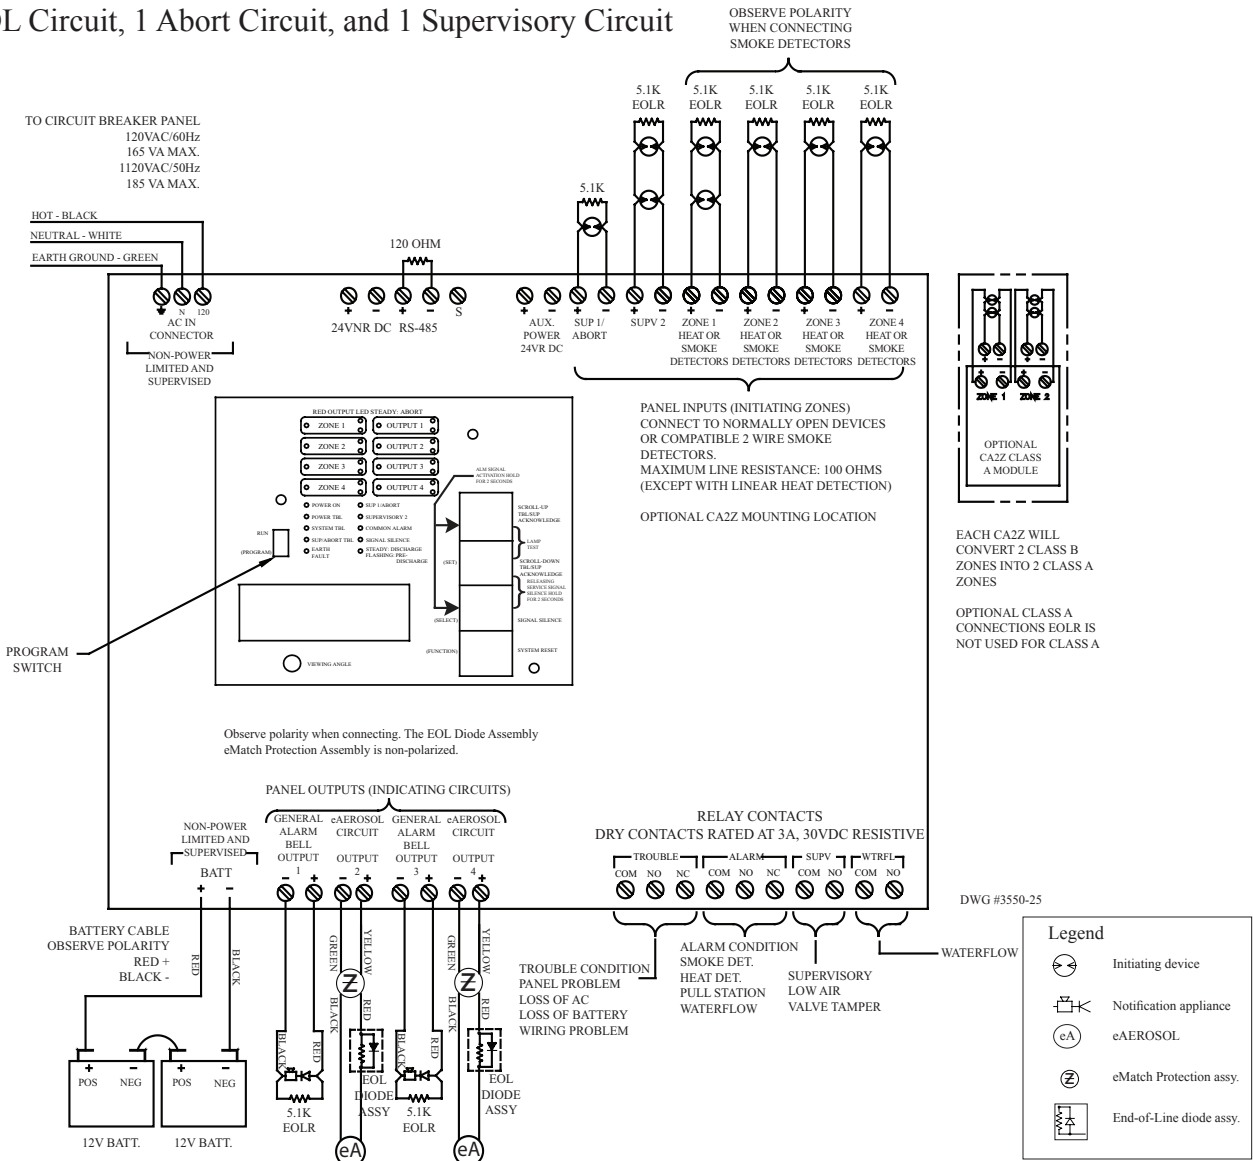 OL Circuit, 1 Abort Circuit, and 1 Supervisory Circuit
OBSERVE POLARITY
WHEN CONNECTING
SMOKE DETECTORS
5.1K
EOLR
5.1K
EOLR
5.1K
EOLR
5.1K
EOLR
5.1K
EOLR
TO CIRCUIT BREAKER PANEL
120VAC/60Hz
165 VA MAX.
1120VAC/50Hz
185 VA MAX.
5.1K
HOT - BLACK
NEUTRAL - WHITE
EARTH GROUND - GREEN
120 OHM
N 120
AC IN
CONNECTOR
NON-POWER
LIMITED AND
SUPERVISED
+ - + - S
24VNR DC RS-485
+ - + - + - + - + - + - + -
AUX.
POWER
24VR DC
SUP 1/
ABORT
SUPV 2
ZONE 1
HEAT OR
SMOKE
DETECTORS
ZONE 2
HEAT OR
SMOKE
DETECTORS
ZONE 3
HEAT OR
SMOKE
DETECTORS
ZONE 4
HEAT OR
SMOKE
DETECTORS
+ - + -
+ - + -
ZONE 1 ZONE 2
OPTIONAL
CA2Z CLASS
A MODULE
PANEL INPUTS (INITIATING ZONES)
CONNECT TO NORMALLY OPEN DEVICES
OR COMPATIBLE 2 WIRE SMOKE
DETECTORS.
MAXIMUM LINE RESISTANCE: 100 OHMS
(EXCEPT WITH LINEAR HEAT DETECTION)
OPTIONAL CA2Z MOUNTING LOCATION
EACH CA2Z WILL
CONVERT 2 CLASS B
ZONES INTO 2 CLASS A
ZONES
OPTIONAL CLASS A
CONNECTIONS EOLR IS
NOT USED FOR CLASS A
RED OUTPUT LED STEADY: ABORT
ZONE 1 OUTPUT 1
ZONE 2 OUTPUT 2
ZONE 3 OUTPUT 3
ZONE 4 OUTPUT 4
POWER ON SUP 1/ABORT
POWER TBL SUPERVISORY 2
SYSTEM TBL COMMON ALARM
SUP/ABORT TBL SIGNAL SILENCE
EARTH
FAULT
STEADY: DISCHARGE
FLASHING: PRE-
DISCHARGE
RUN
(PROGRAM)
ALM SIGNAL
ACTIVATION HOLD
FOR 2 SECONDS
SCROLL-UP
TBL/SUP
ACKNOWLEDGE
LAMP
TEST
(SET)
SCROLL-DOWN
TBL/SUP
ACKNOWLEDGE
RELEASING
SERVICE SIGNAL
SILENCE HOLD
FOR 2 SECONDS
(SELECT)
SIGNAL SILENCE
(FUNCTION)
SYSTEM RESET
VIEWING ANGLE
PROGRAM
SWITCH
Observe polarity when connecting. The EOL Diode Assembly
eMatch Protection Assembly is non-polarized.
PANEL OUTPUTS (INDICATING CIRCUITS)
NON-POWER
LIMITED AND
SUPERVISED
BATT
+ -
GENERAL
ALARM
BELL
OUTPUT
1
eAEROSOL
CIRCUIT
OUTPUT
2
GENERAL
ALARM
BELL
OUTPUT
3
eAEROSOL
CIRCUIT
OUTPUT
4
- + - + - + - +
RELAY CONTACTS
DRY CONTACTS RATED AT 3A, 30VDC RESISTIVE
TROUBLE ALARM SUPV WTRFL
COM NO NC COM NO NC COM NO COM NO
DWG #3550-25
BATTERY CABLE
OBSERVE POLARITY
RED +
BLACK -
RED
BLACK
GREEN
YELLOW
GREEN
YELLOW
Z
Z
BLACK
RED
BLACK
RED
BLACK
RED
BLACK
RED
TROUBLE CONDITION
PANEL PROBLEM
LOSS OF AC
LOSS OF BATTERY
WIRING PROBLEM
ALARM CONDITION
SMOKE DET.
HEAT DET.
PULL STATION
WATERFLOW
SUPERVISORY
LOW AIR
VALVE TAMPER
WATERFLOW
+ - + -
POS NEG POS NEG
12V BATT. 12V BATT.
5.1K
EOLR
EOL
DIODE
ASSY
5.1K
EOLR
EOL
DIODE
ASSY
eA
eA
Legend
Initiating device
Notification appliance
eA eAEROSOL
Z eMatch Protection assy.
End-of-Line diode assy.